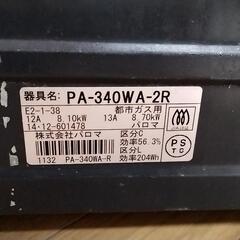 器具名: PA-340WA-2R
E2-1-38 都市ガス用
12A 8.10kW 13A 8.70kW
14・12-601478 パロマ
株式会社パロマ 区分C
効率56.3%
区分L
1132 PA-340WA-R 効率204Wh
PS
TG